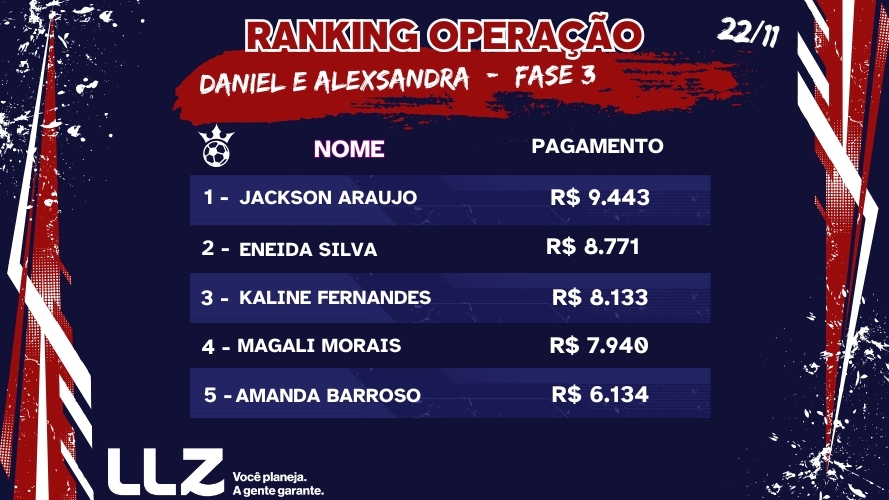 RANKING OPERAÇÃO
22/11
DANIEL E ALEXSANDRA - FASE 3
NOME PAGAMENTO
1 - JACKSON ARAUJO R$ 9.443
2 - ENEIDA SILVA R$ 8.771
3 - KALINE FERNANDES R$ 8.133
4 - MAGALI MORAIS R$ 7.940
5 - AMANDA BARROSO R$ 6.134
LLZ
Você planeja.
A gente garante.